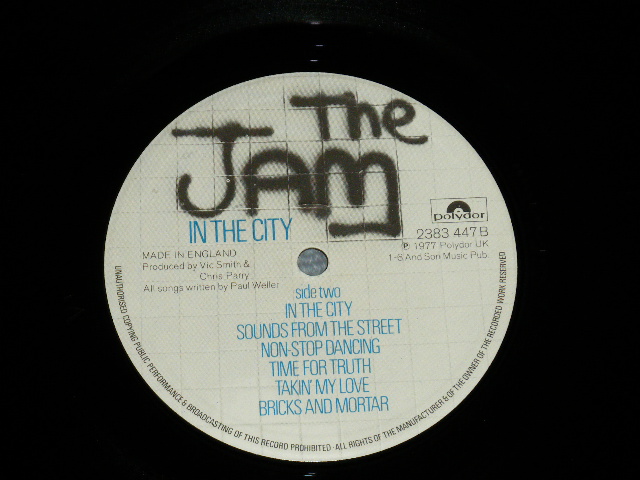 The
JAM
IN THE CITY
polydor
2383 447 B
℗ 1977 Polydor UK
1-6 And Son Music Pub.
MADE IN ENGLAND
Produced by Vic Smith &
Chris Parry
All songs written by Paul Weller
side two
IN THE CITY
SOUNDS FROM THE STREET
NON-STOP DANCING
TIME FOR TRUTH
TAKIN' MY LOVE
BRICKS AND MORTAR
UNAUTHORISED COPYING PUBLIC PERFORMANCE & BROADCASTING OF THIS RECORD PROHIBITED · ALL RIGHTS OF THE MANUFACTURER & OF THE OWNER OF THE RECORDED WORK RESERVED